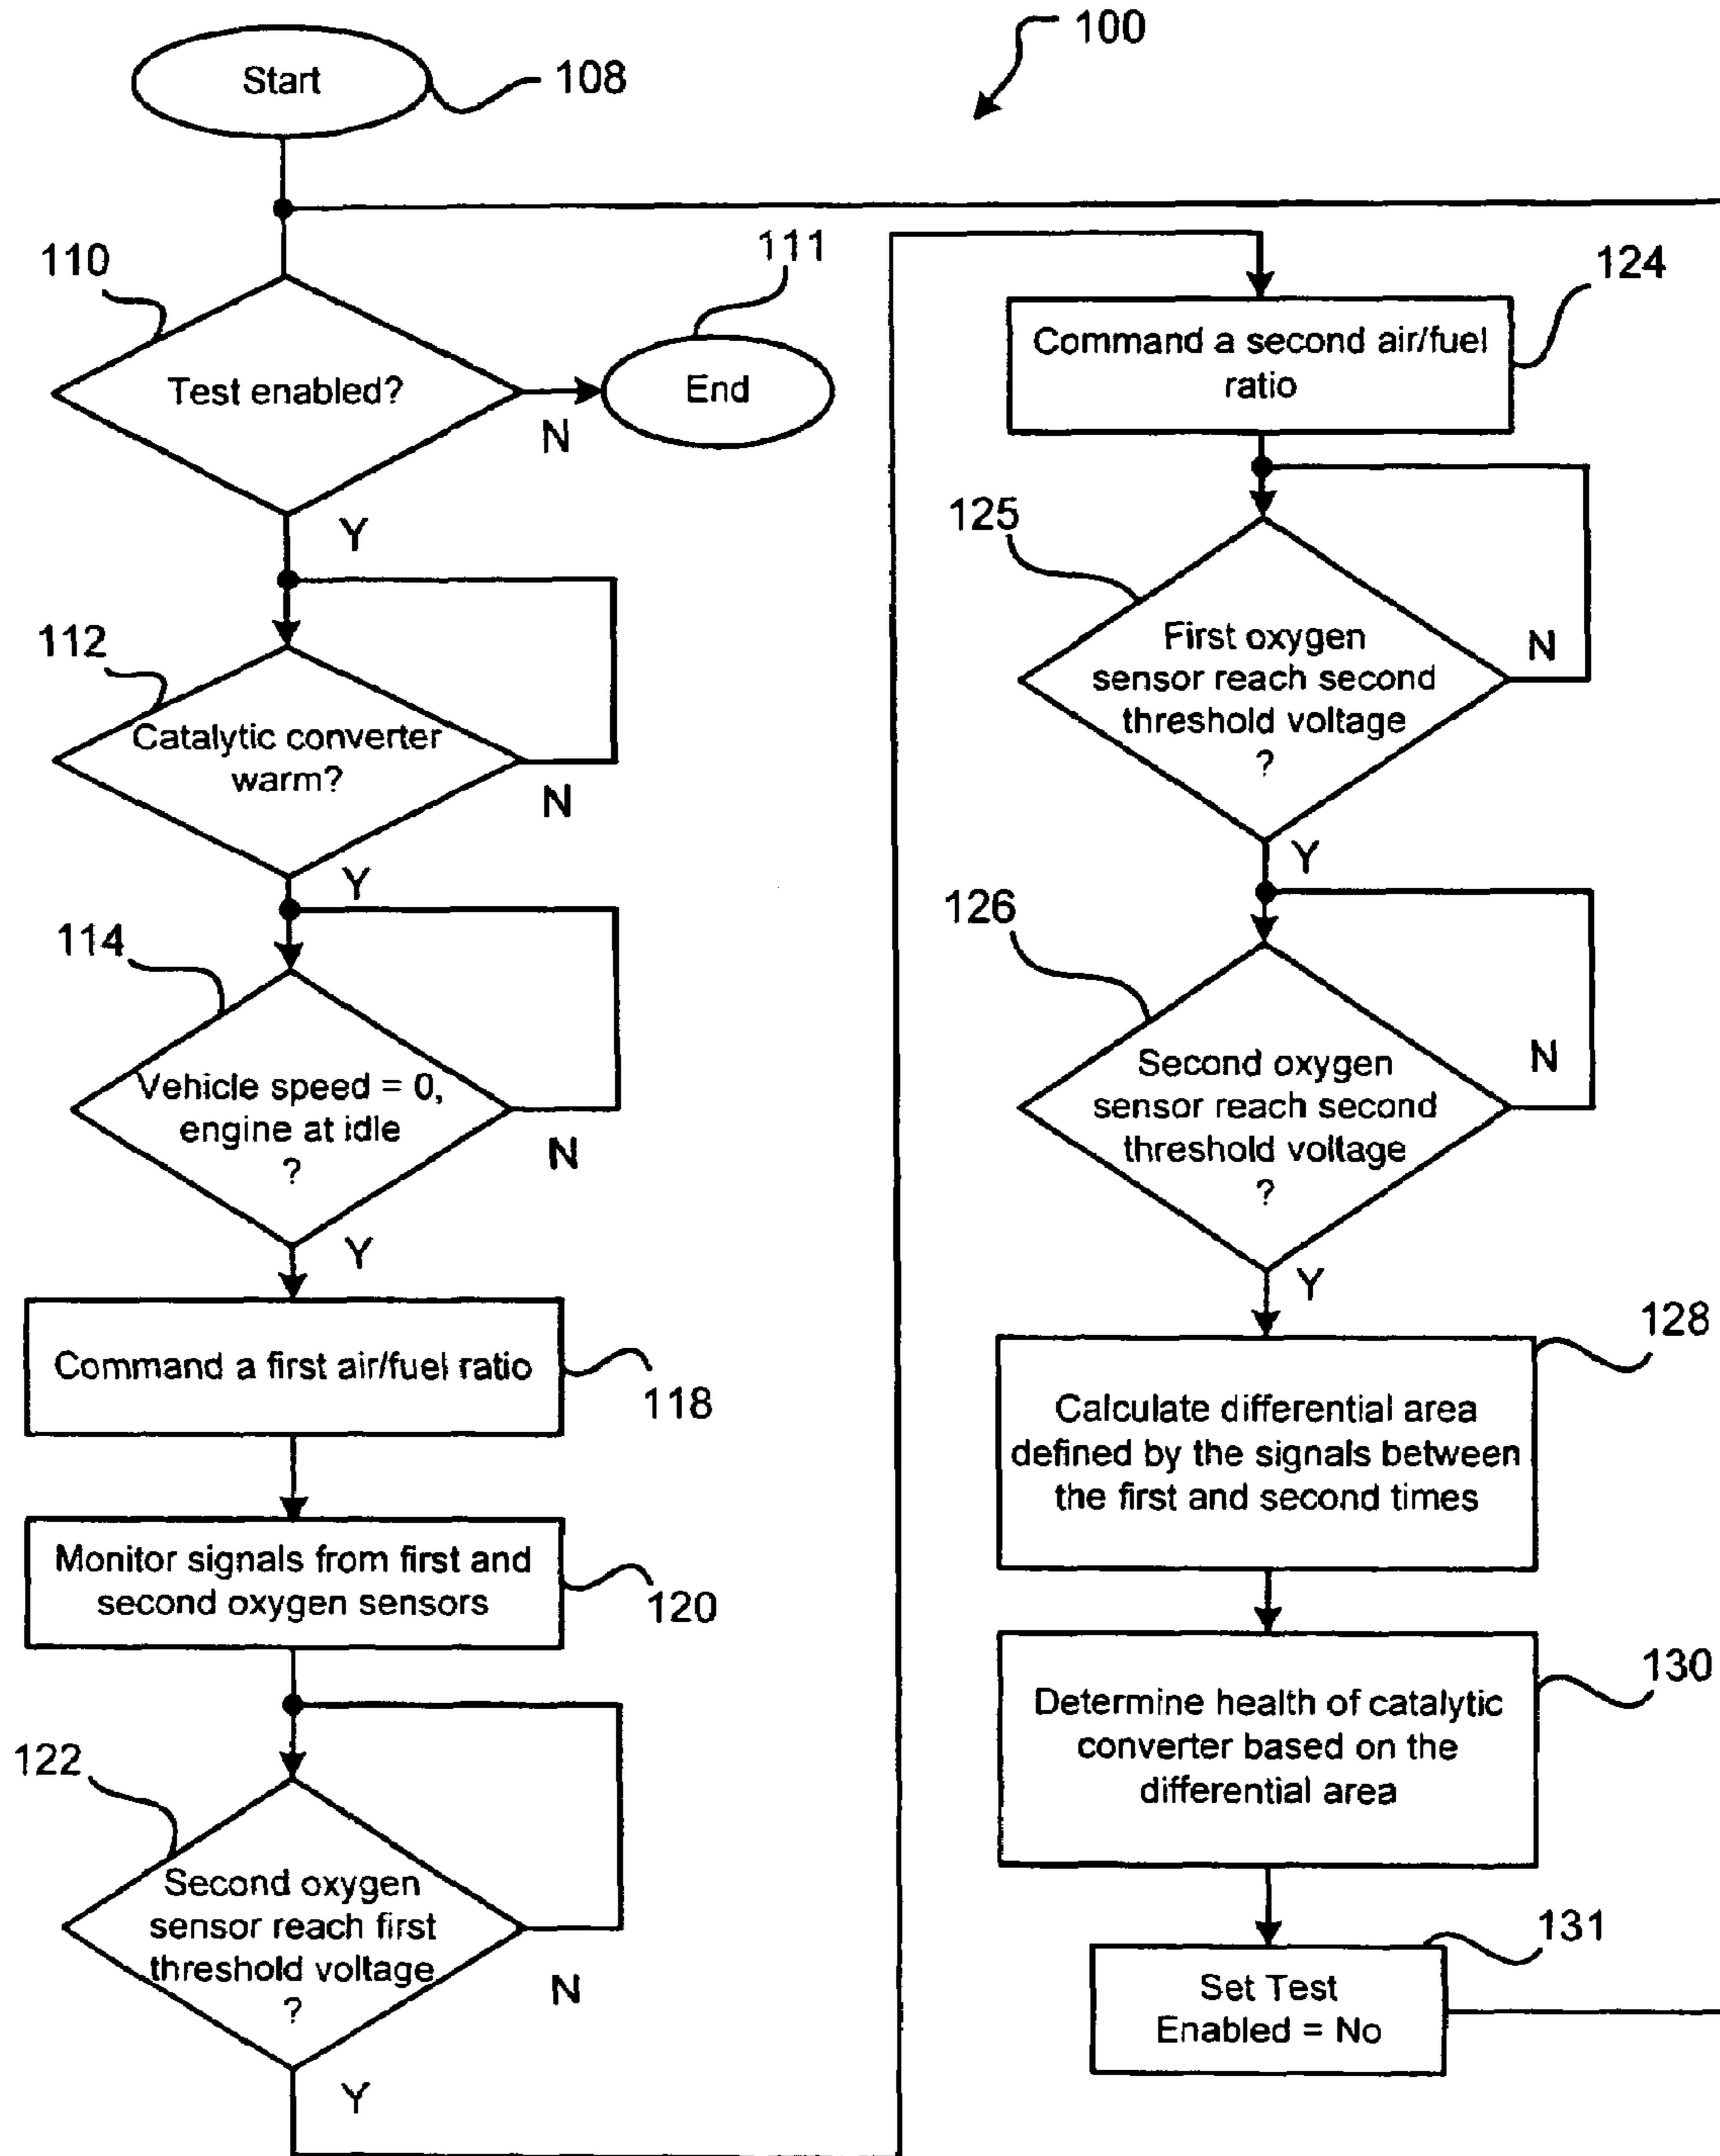 100
Start
108
110
111
Test enabled?
End
N
Y
112
Catalytic converter
warm?
N
Y
114
Vehicle speed = 0,
engine at idle
?
N
Y
Command a first air/fuel ratio
118
Monitor signals from first and
second oxygen sensors
120
122
Second oxygen
sensor reach first
threshold voltage
?
N
Y
124
Command a second air/fuel
ratio
125
First oxygen
sensor reach second
threshold voltage
?
N
Y
126
Second oxygen
sensor reach second
threshold voltage
?
N
Y
128
Calculate differential area
defined by the signals between
the first and second times
130
Determine health of catalytic
converter based on the
differential area
131
Set Test
Enabled = No